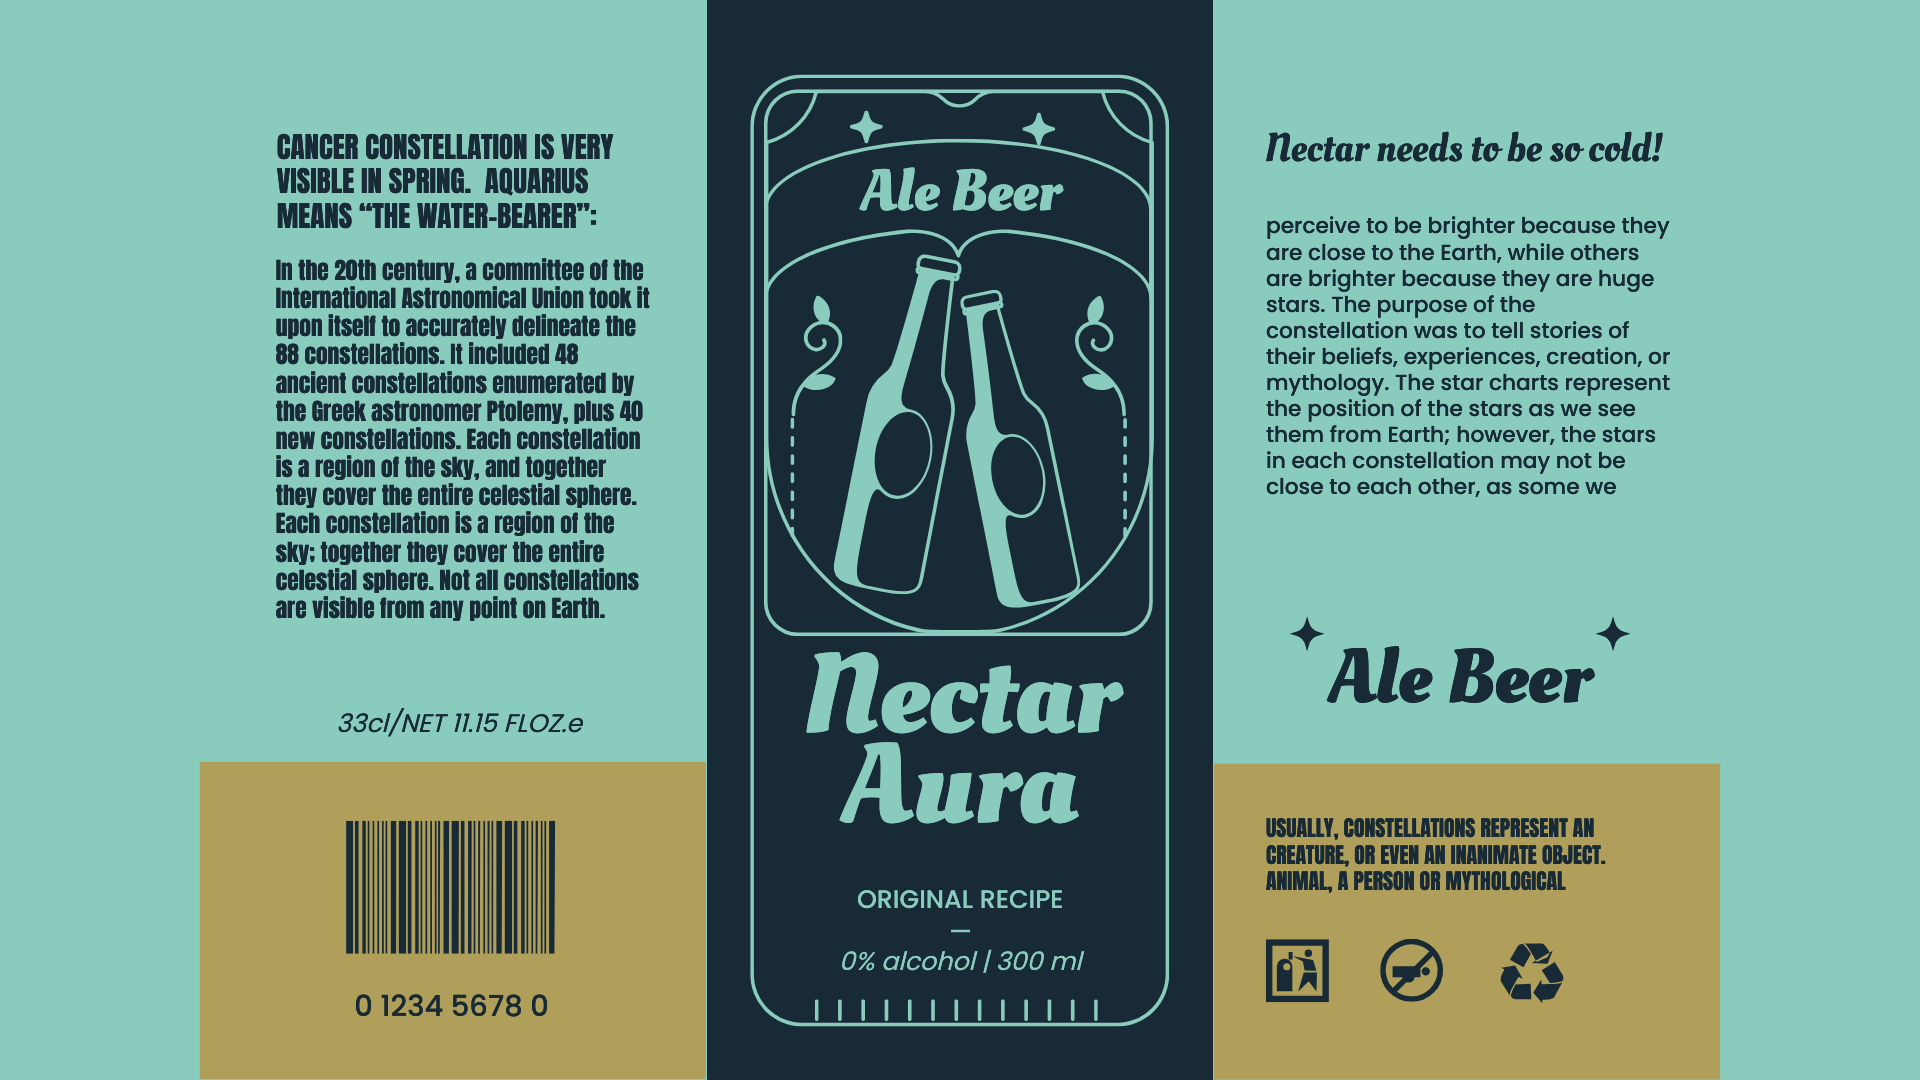 CANCER CONSTELLATION IS VERY
VISIBLE IN SPRING.  AQUARIUS
MEANS “THE WATER-BEARER”:
In the 20th century, a committee of the
International Astronomical Union took it
upon itself to accurately delineate the
88 constellations. It included 48
ancient constellations enumerated by
the Greek astronomer Ptolemy, plus 40
new constellations. Each constellation
is a region of the sky, and together
they cover the entire celestial sphere.
Each constellation is a region of the
sky; together they cover the entire
celestial sphere. Not all constellations
are visible from any point on Earth.
33cl/NET 11.15 FLOZ.e
0 1234 5678 0
Ale Beer
Nectar
Aura
ORIGINAL RECIPE
—
0% alcohol | 300 ml
Nectar needs to be so cold!
perceive to be brighter because they
are close to the Earth, while others
are brighter because they are huge
stars. The purpose of the
constellation was to tell stories of
their beliefs, experiences, creation, or
mythology. The star charts represent
the position of the stars as we see
them from Earth; however, the stars
in each constellation may not be
close to each other, as some we
Ale Beer
USUALLY, CONSTELLATIONS REPRESENT AN
CREATURE, OR EVEN AN INANIMATE OBJECT.
ANIMAL, A PERSON OR MYTHOLOGICAL